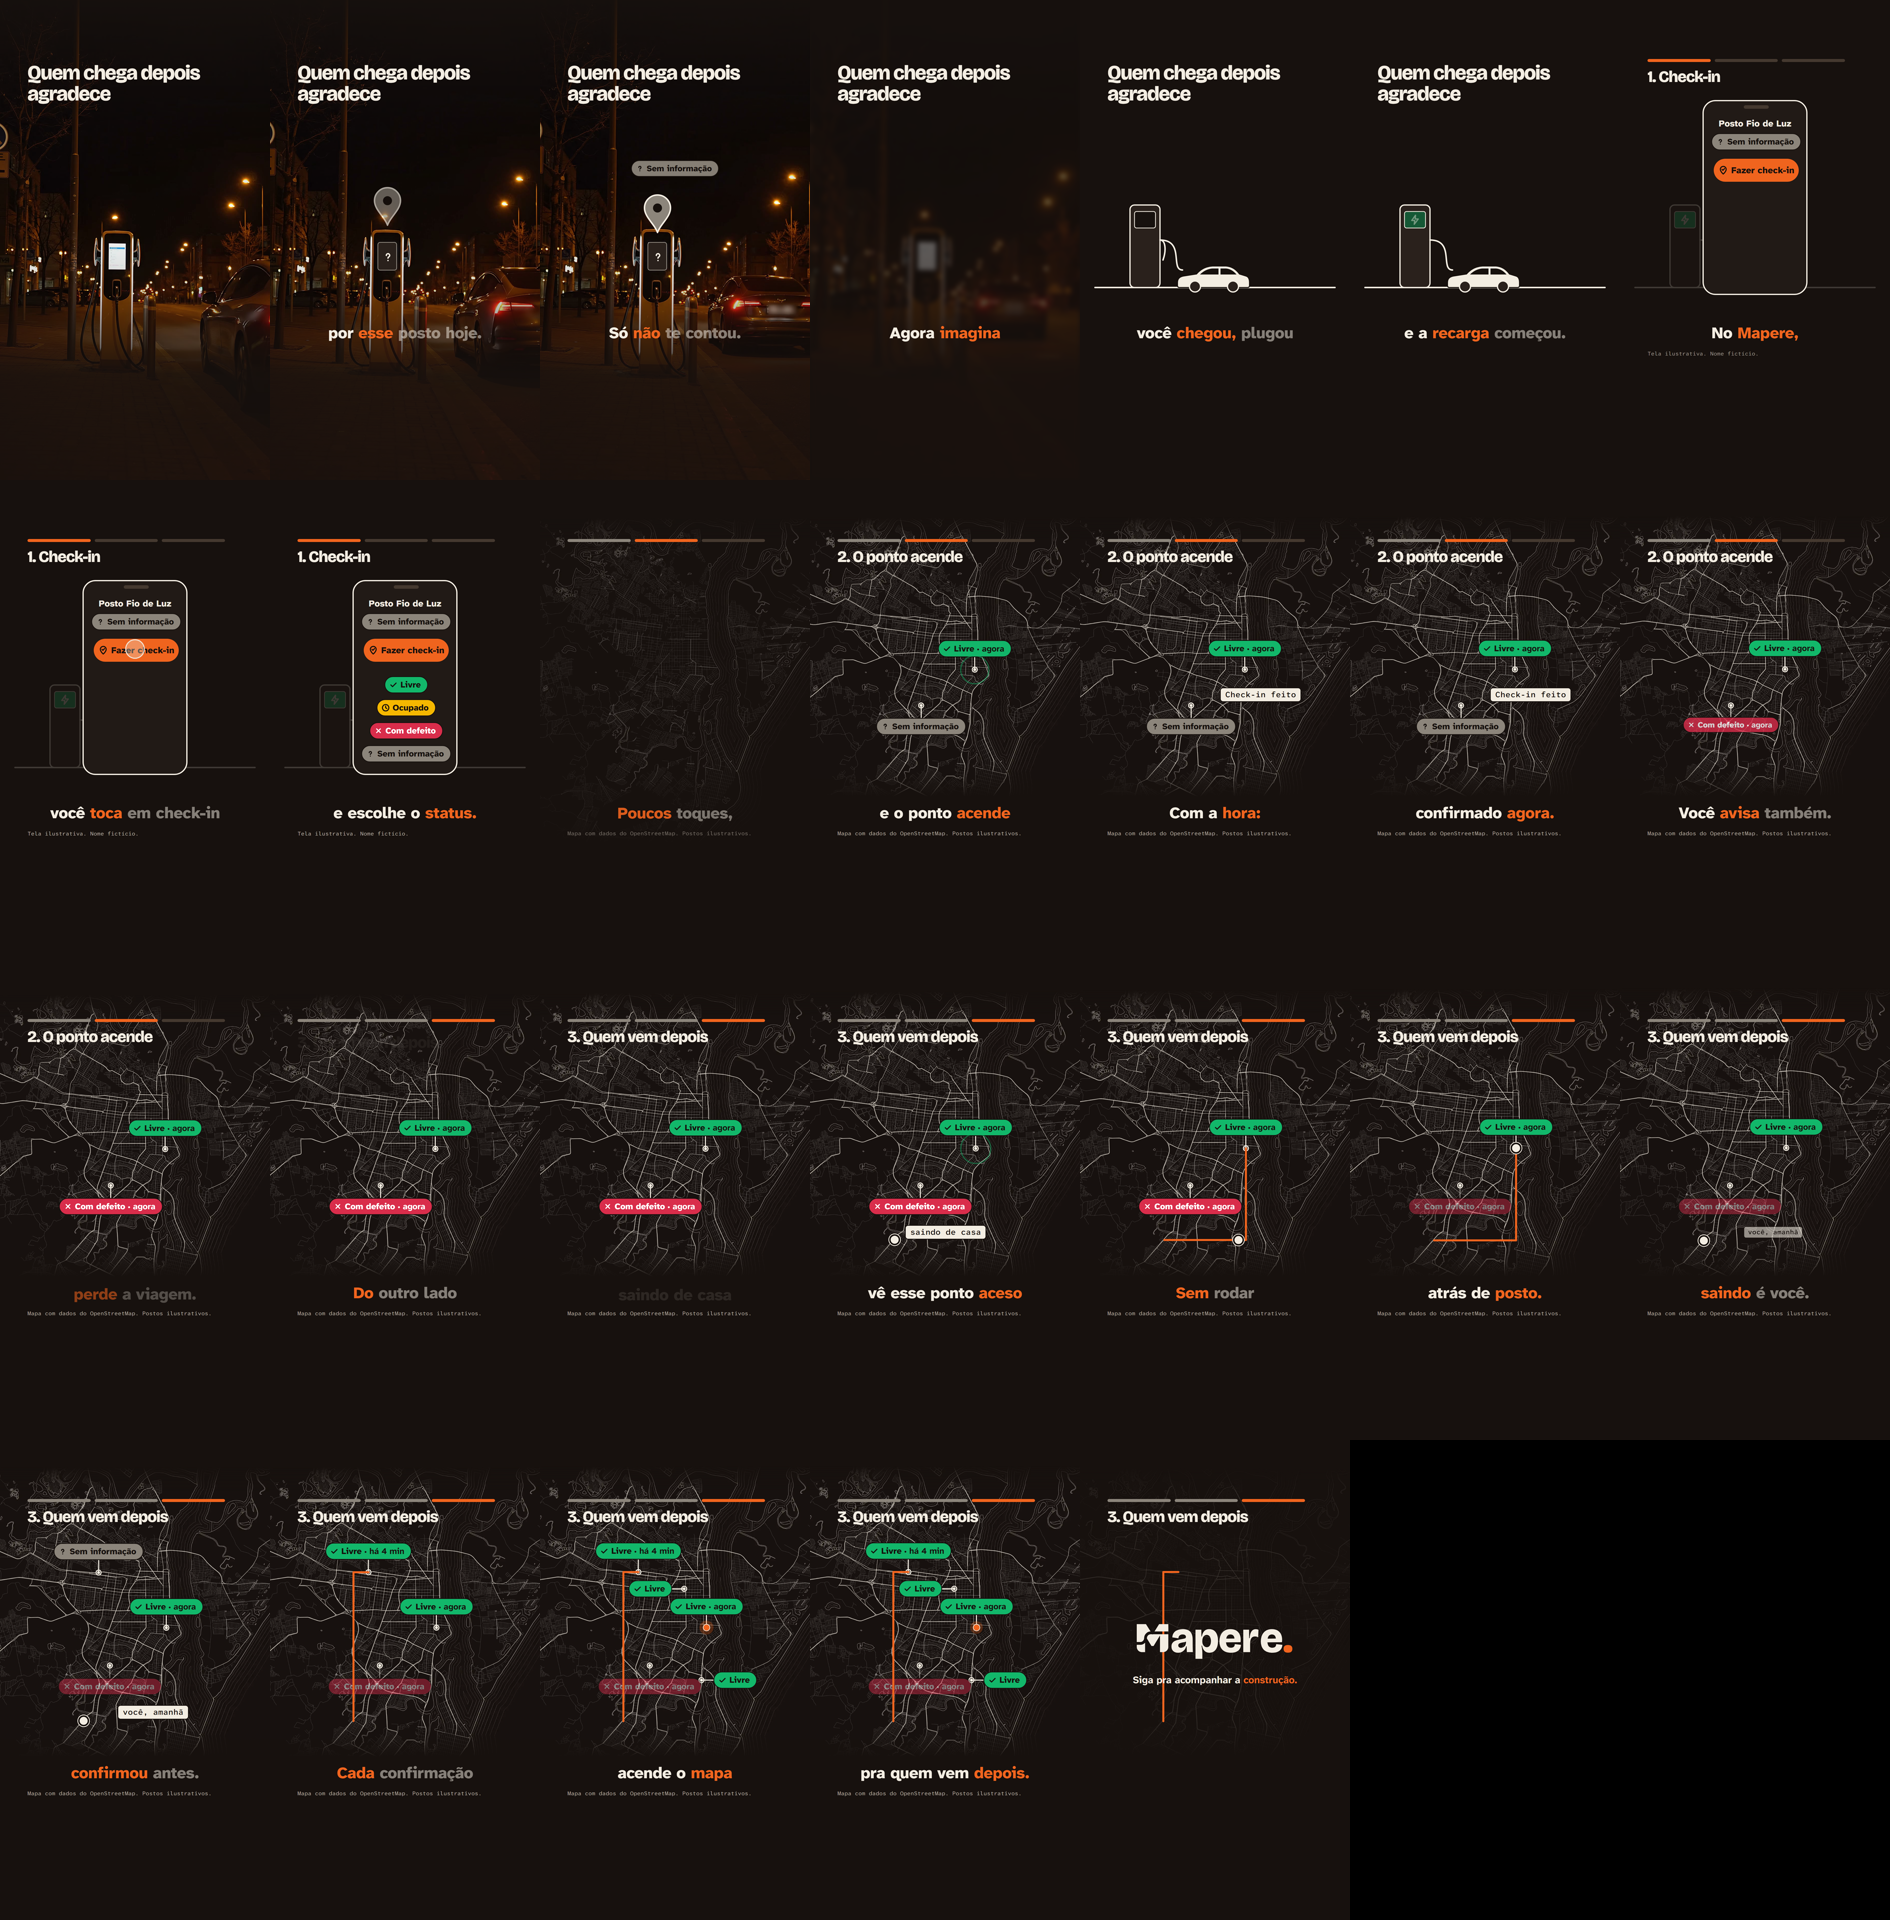 Quem chega depois
agradece
Quem chega depois
agradece
?
por esse posto hoje.
Quem chega depois
agradece
? Sem informação
?
Só não te contou.
Quem chega depois
agradece
Agora imagina
Quem chega depois
agradece
você chegou, plugou
Quem chega depois
agradece
e a recarga começou.
1. Check-in
Posto Fio de Luz
? Sem informação
Fazer check-in
No Mapere,
Tela ilustrativa. Nome fictício.
1. Check-in
Posto Fio de Luz
? Sem informação
Fazer check-in
você toca em check-in
Tela ilustrativa. Nome fictício.
1. Check-in
Posto Fio de Luz
? Sem informação
Fazer check-in
Livre
Ocupado
Com defeito
? Sem informação
e escolhe o status.
Tela ilustrativa. Nome fictício.
Poucos toques,
Mapa com dados do OpenStreetMap. Postos ilustrativos.
2. O ponto acende
Livre · agora
? Sem informação
e o ponto acende
Mapa com dados do OpenStreetMap. Postos ilustrativos.
2. O ponto acende
Livre · agora
Check-in feito
? Sem informação
Com a hora:
Mapa com dados do OpenStreetMap. Postos ilustrativos.
2. O ponto acende
Livre · agora
Check-in feito
? Sem informação
confirmado agora.
Mapa com dados do OpenStreetMap. Postos ilustrativos.
2. O ponto acende
Livre · agora
Com defeito · agora
Você avisa também.
Mapa com dados do OpenStreetMap. Postos ilustrativos.
2. O ponto acende
Livre · agora
Com defeito · agora
perde a viagem.
Mapa com dados do OpenStreetMap. Postos ilustrativos.
Livre · agora
Com defeito · agora
Do outro lado
Mapa com dados do OpenStreetMap. Postos ilustrativos.
3. Quem vem depois
Livre · agora
Com defeito · agora
saindo de casa
Mapa com dados do OpenStreetMap. Postos ilustrativos.
3. Quem vem depois
Livre · agora
Com defeito · agora
saindo de casa
vê esse ponto aceso
Mapa com dados do OpenStreetMap. Postos ilustrativos.
3. Quem vem depois
Livre · agora
Com defeito · agora
Sem rodar
Mapa com dados do OpenStreetMap. Postos ilustrativos.
3. Quem vem depois
Livre · agora
Com defeito · agora
atrás de posto.
Mapa com dados do OpenStreetMap. Postos ilustrativos.
3. Quem vem depois
Livre · agora
Com defeito · agora
você, amanhã
saindo é você.
Mapa com dados do OpenStreetMap. Postos ilustrativos.
3. Quem vem depois
? Sem informação
Livre · agora
Com defeito · agora
você, amanhã
confirmou antes.
Mapa com dados do OpenStreetMap. Postos ilustrativos.
3. Quem vem depois
Livre · há 4 min
Livre · agora
Com defeito · agora
Cada confirmação
Mapa com dados do OpenStreetMap. Postos ilustrativos.
3. Quem vem depois
Livre · há 4 min
Livre
Livre · agora
Com defeito · agora
Livre
acende o mapa
Mapa com dados do OpenStreetMap. Postos ilustrativos.
3. Quem vem depois
Livre · há 4 min
Livre
Livre · agora
Com defeito · agora
Livre
pra quem vem depois.
Mapa com dados do OpenStreetMap. Postos ilustrativos.
3. Quem vem depois
Mapere.
Siga pra acompanhar a construção.